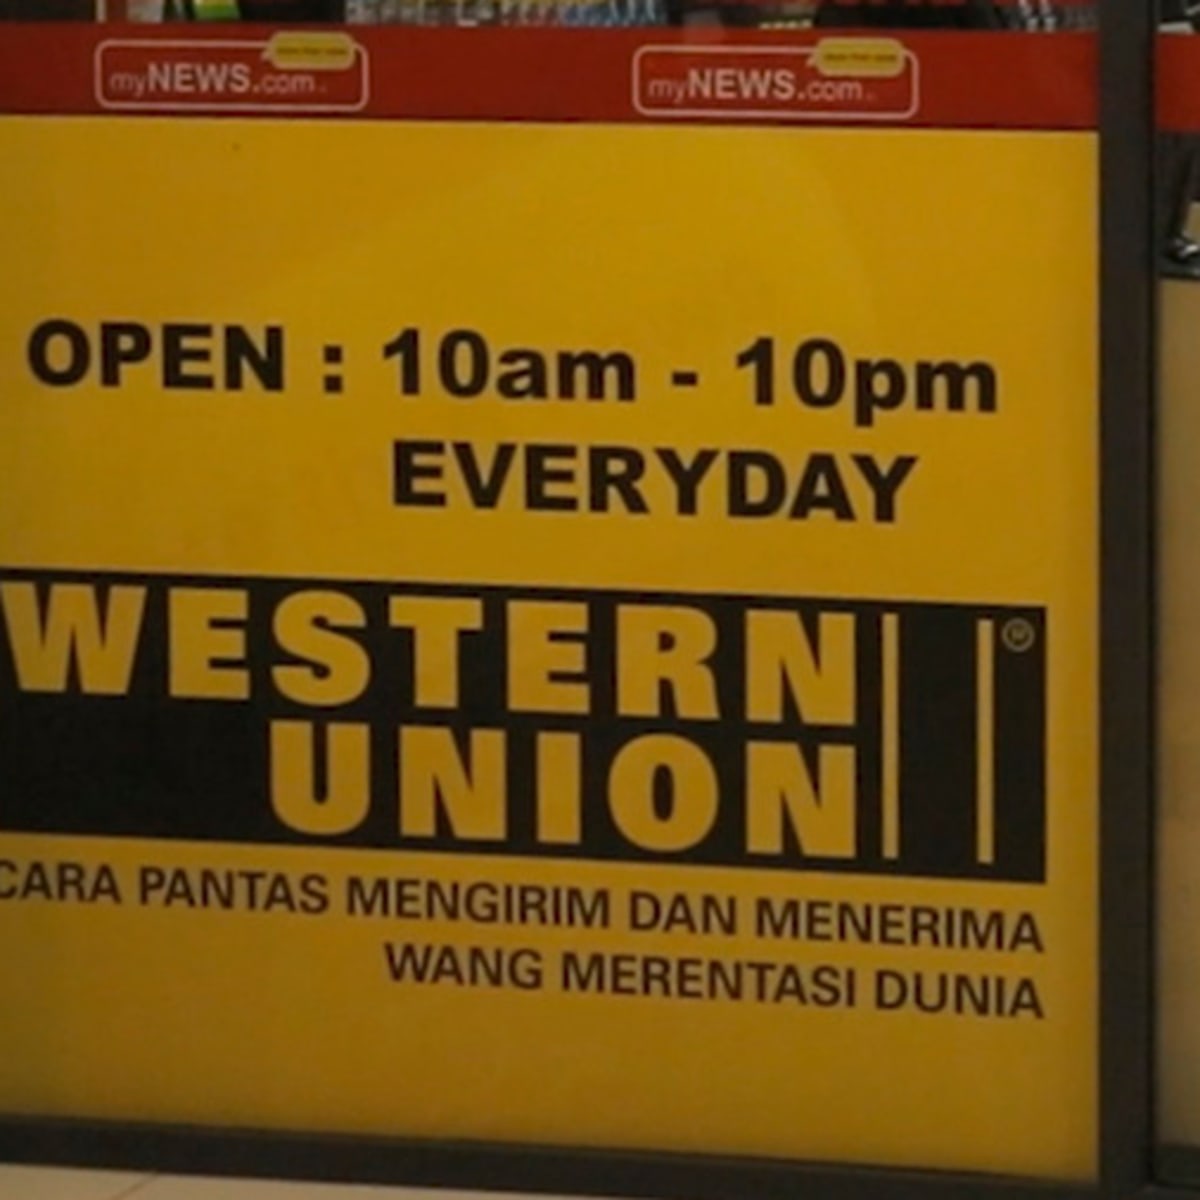 myNEWS.com myNEWS.com
OPEN : 10am - 10pm
EVERYDAY
WESTERN
UNION
CARA PANTAS MENGIRIM DAN MENERIMA
WANG MERENTASI DUNIA